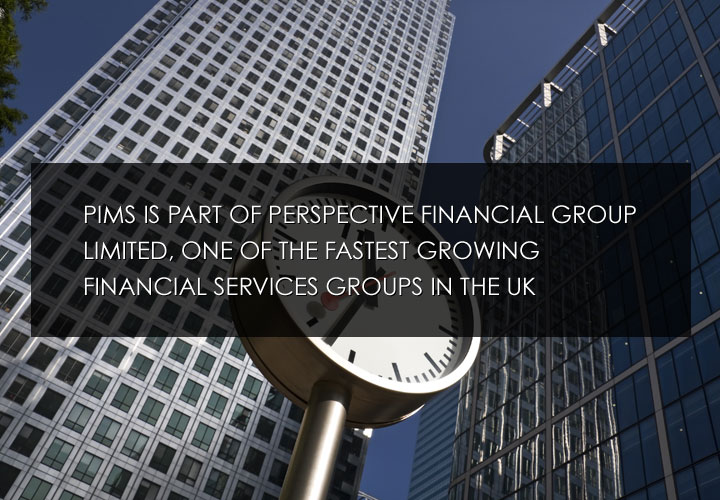 PIMS IS PART OF PERSPECTIVE FINANCIAL GROUP
LIMITED, ONE OF THE FASTEST GROWING
FINANCIAL SERVICES GROUPS IN THE UK